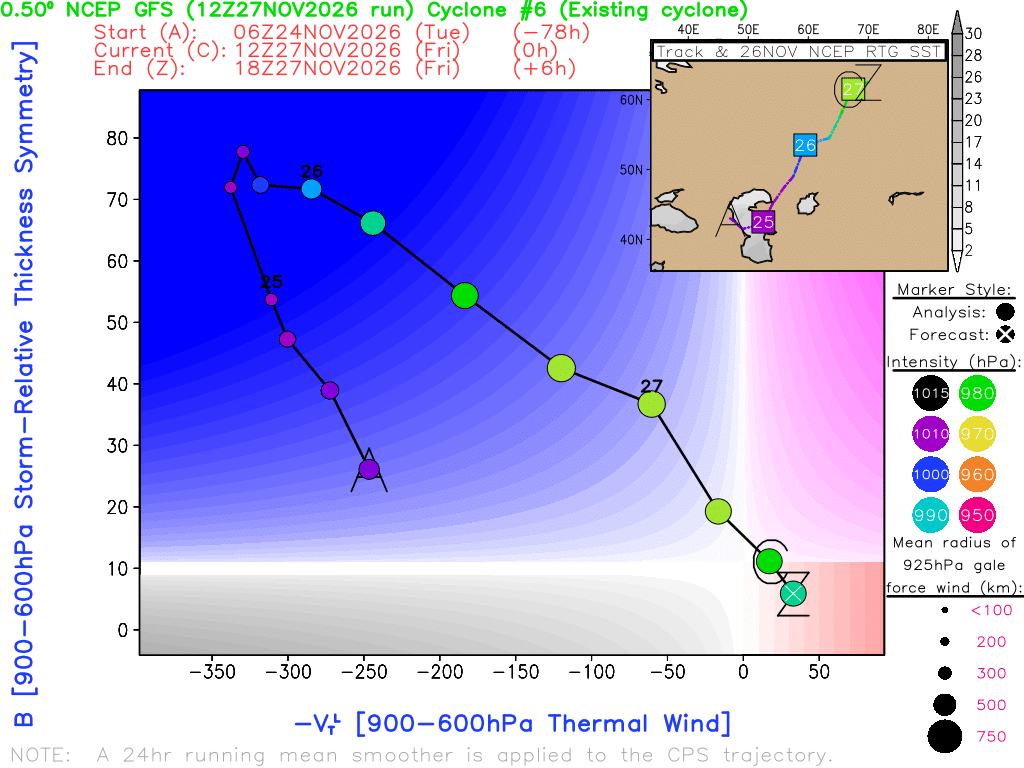 0.50° NCEP GFS (12Z27NOV2026 run) Cyclone #6 (Existing cyclone)
Start (A): 06Z24NOV2026 (Tue) (−78h)
Current (C): 12Z27NOV2026 (Fri) (0h)
End (Z): 18Z27NOV2026 (Fri) (+6h)
40E 50E 60E 70E 80E
Track & 26NOV NCEP RTG SST
60N
50N
40N
27
Z
26
A
25
30
28
26
23
20
17
14
11
8
5
2
B [900−600hPa Storm−Relative Thickness Symmetry]
80
70
60
50
40
30
20
10
0
26
25
27
A
C
Z
−350 −300 −250 −200 −150 −100 −50 0 50
−VTL [900−600hPa Thermal Wind]
Marker Style:
Analysis:
Forecast:
Intensity (hPa):
1015 980
1010 970
1000 960
990 950
Mean radius of
925hPa gale
force wind (km):
<100
200
300
500
750
NOTE: A 24hr running mean smoother is applied to the CPS trajectory.